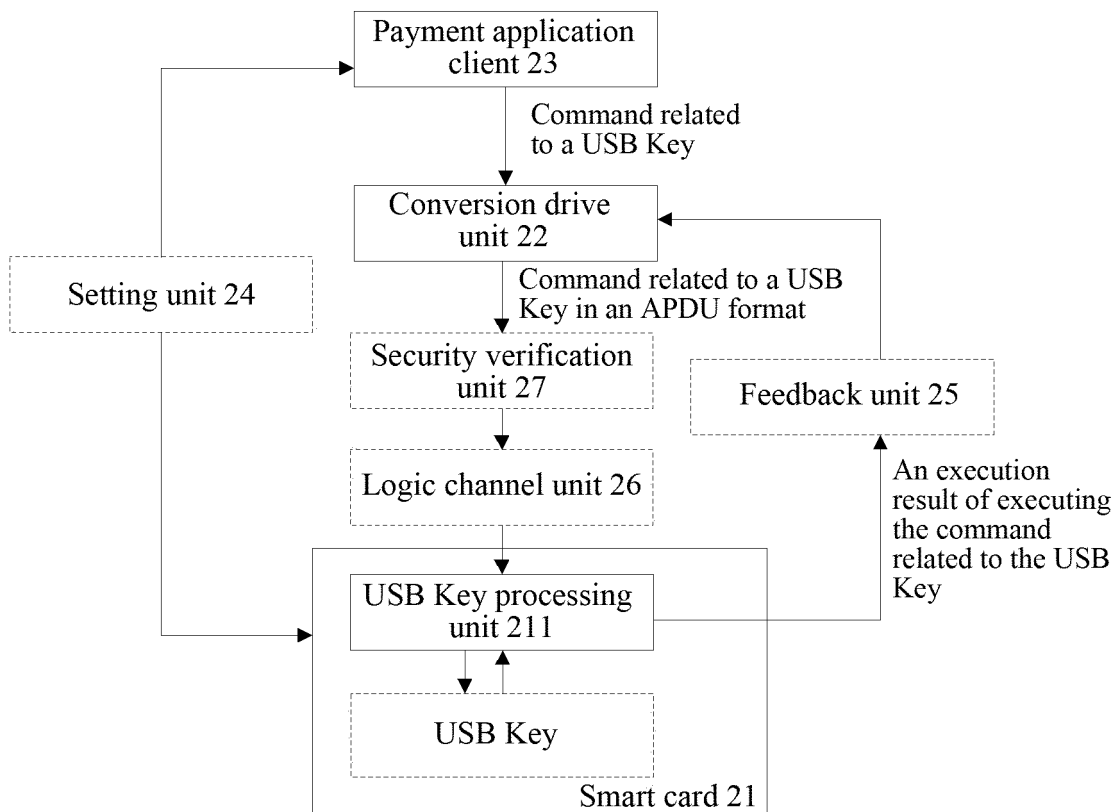 Payment application
client 23
Command related
to a USB Key
Conversion drive
unit 22
Setting unit 24
Command related to a USB
Key in an APDU format
Security verification
unit 27
Feedback unit 25
Logic channel unit 26
An execution
result of executing
the command
related to the USB
Key
USB Key processing
unit 211
USB Key
Smart card 21